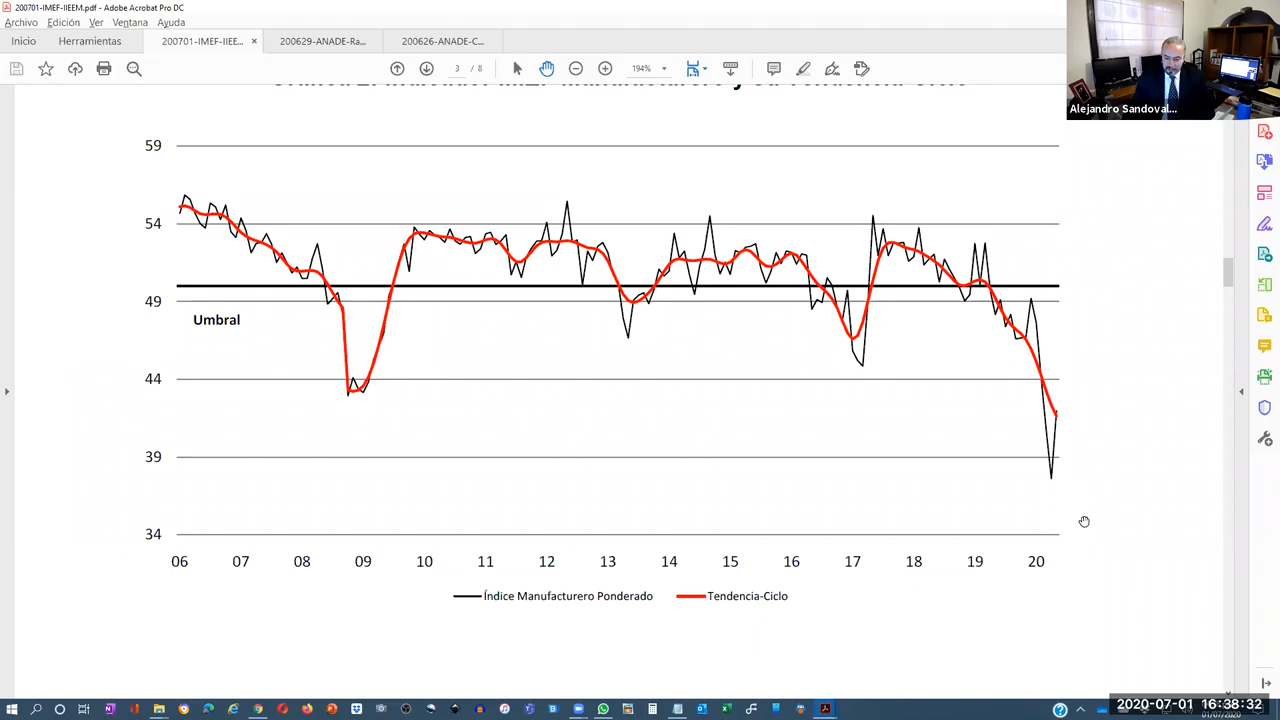 200701-IMEF-IIEEM.pdf - Adobe Acrobat Pro DC
Archivo Edición Ver Ventana Ayuda
Inicio Herramientas 200701-IMEF-IIEE... × 200629-ANADE-Ra... 200626-ANADE-C...
3 / 8 194%
Alejandro Sandoval...
59
54
49
Umbral
44
39
34
06 07 08 09 10 11 12 13 14 15 16 17 18 19 20
Índice Manufacturero Ponderado Tendencia-Ciclo
2020-07-01 16:38:32
01/07/2020